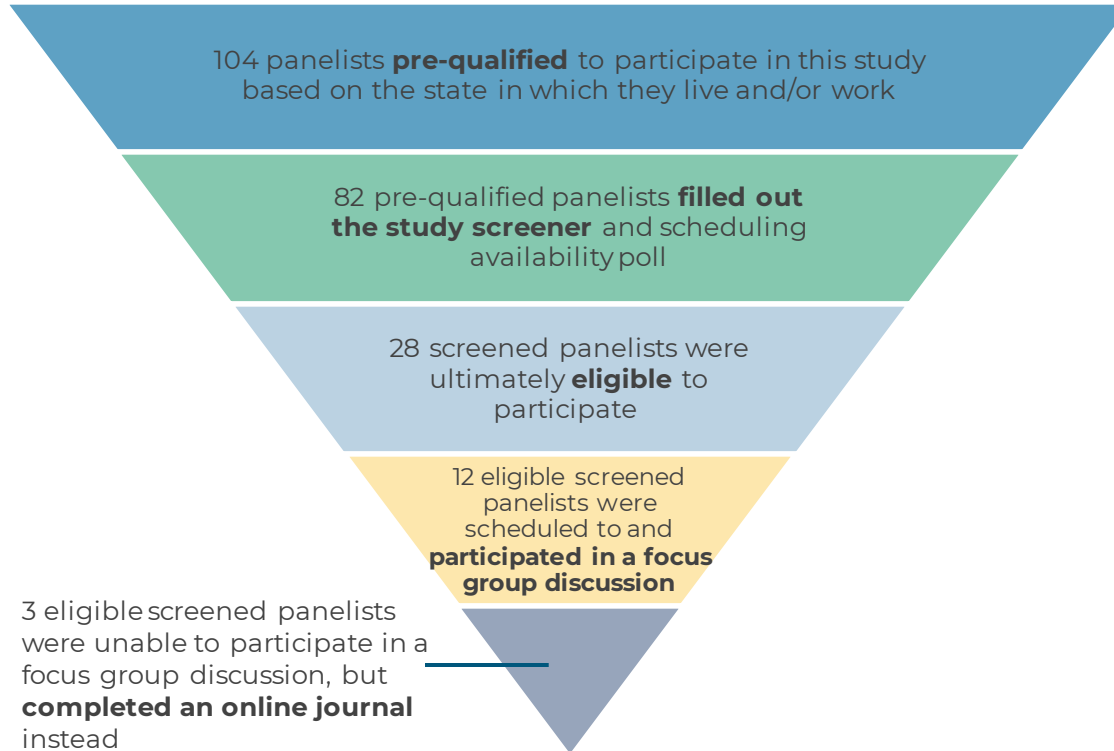 104 panelists pre-qualified to participate in this study
based on the state in which they live and/or work
82 pre-qualified panelists filled out
the study screener and scheduling
availability poll
28 screened panelists were
ultimately eligible to
participate
12 eligible screened
panelists were
scheduled to and
participated in a focus
group discussion
3 eligible screened panelists
were unable to participate in a
focus group discussion, but
completed an online journal
instead